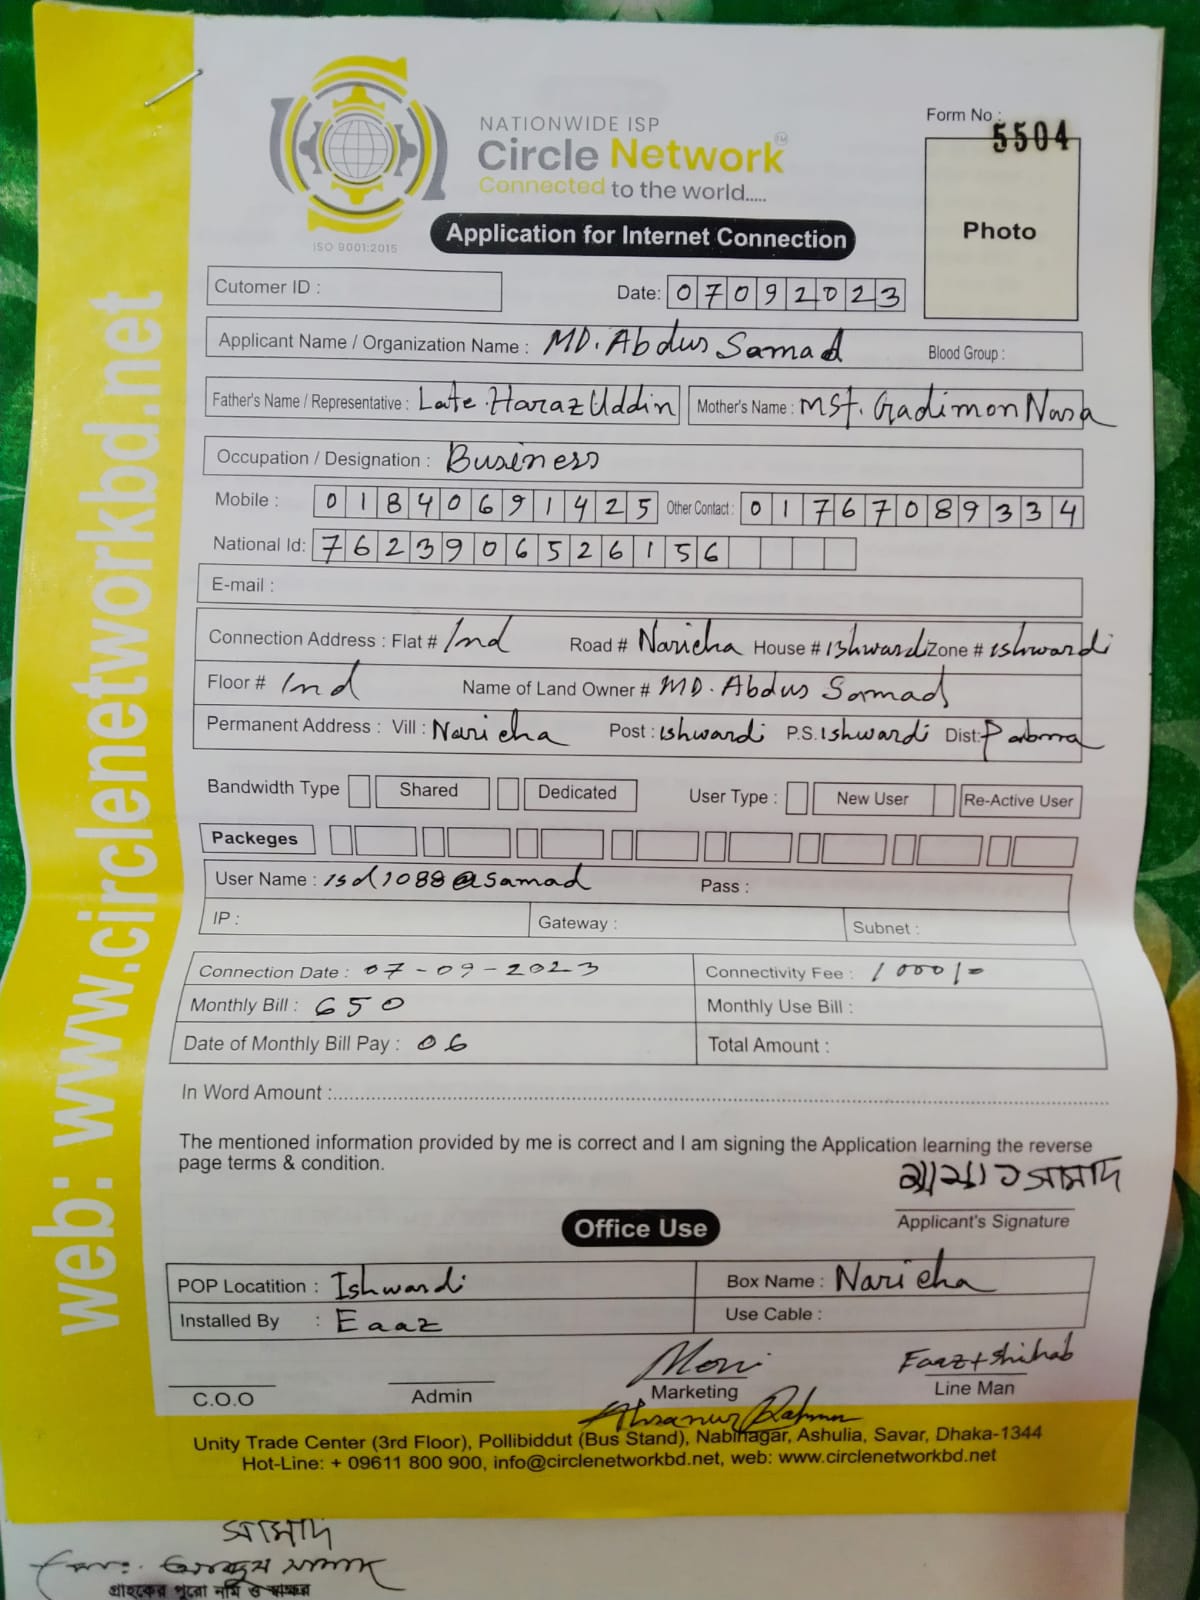 NATIONWIDE ISP
Circle Network™
Connected to the world.....
ISO 9001:2015
Form No : 5504
Photo
Application for Internet Connection
Cutomer ID :
Date: 07092023
Applicant Name / Organization Name : MD. Abdus Samad Blood Group :
Father's Name / Representative : Late. Haraz Uddin Mother's Name : MSt. Gadimon Nasa
Occupation / Designation : Business
Mobile : 01840691425 Other Contact : 01767089334
National Id: 7623906526156
E-mail :
Connection Address : Flat # Ind Road # Naricha House # Ishwardi Zone # Ishwardi
Floor # Ind Name of Land Owner # MD. Abdus Samad
Permanent Address : Vill : Naricha Post : Ishwardi P.S. Ishwardi Dist: Pabna
Bandwidth Type Shared Dedicated User Type : New User Re-Active User
Packeges
User Name : isd1088@samad Pass :
IP : Gateway : Subnet :
Connection Date : 07-09-2023 Connectivity Fee : 1000/=
Monthly Bill : 650 Monthly Use Bill :
Date of Monthly Bill Pay : 06 Total Amount :
In Word Amount :
The mentioned information provided by me is correct and I am signing the Application learning the reverse
page terms & condition.
সামাদ
Applicant's Signature
Office Use
POP Locatition : Ishwardi Box Name : Naricha
Installed By : Eaaz Use Cable :
Moni Shihab
C.O.O Admin Marketing Line Man
Ahsanur Rahman
Unity Trade Center (3rd Floor), Pollibiddut (Bus Stand), Nabinagar, Ashulia, Savar, Dhaka-1344
Hot-Line: + 09611 800 900, info@circlenetworkbd.net, web: www.circlenetworkbd.net
web: www.circlenetworkbd.net
সামাদ
গ্রাহকের পুরো নাম ও স্বাক্ষর